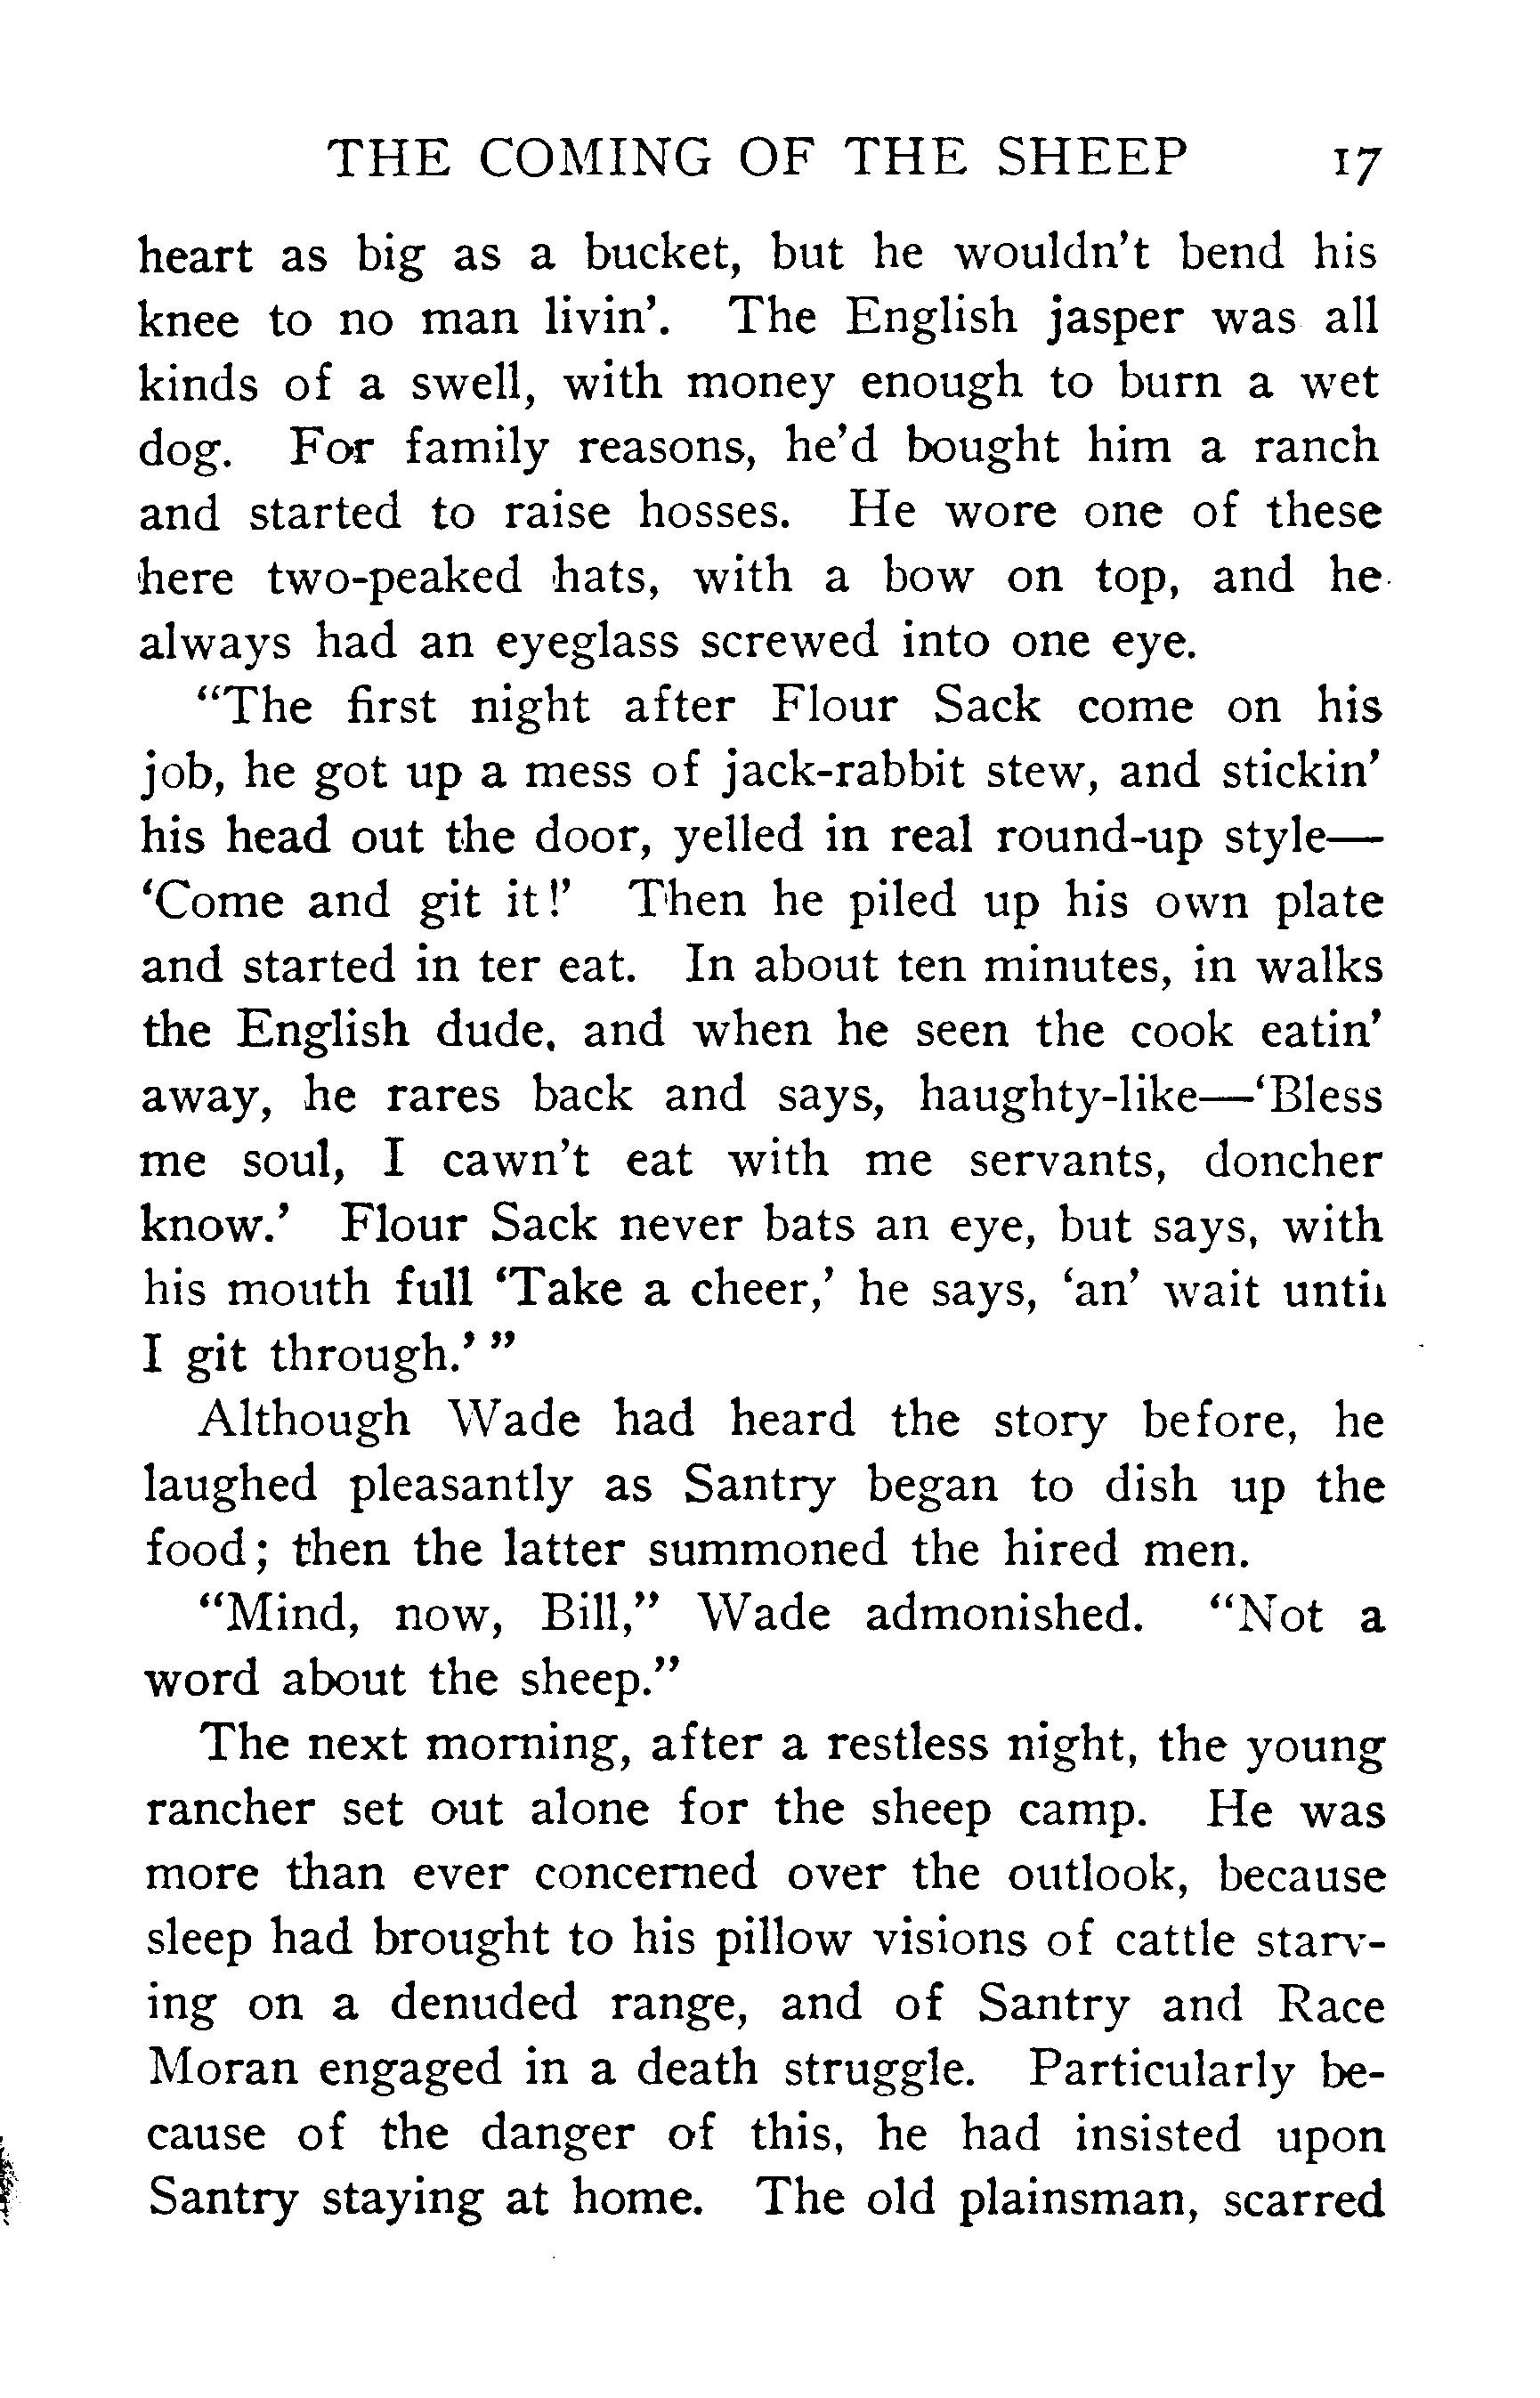 THE COMING OF THE SHEEP 17
heart as big as a bucket, but he wouldn't bend his
knee to no man livin'. The English jasper was all
kinds of a swell, with money enough to burn a wet
dog. For family reasons, he'd bought him a ranch
and started to raise hosses. He wore one of these
here two-peaked hats, with a bow on top, and he
always had an eyeglass screwed into one eye.
"The first night after Flour Sack come on his
job, he got up a mess of jack-rabbit stew, and stickin'
his head out the door, yelled in real round-up style—
'Come and git it!' Then he piled up his own plate
and started in ter eat. In about ten minutes, in walks
the English dude, and when he seen the cook eatin'
away, he rares back and says, haughty-like—'Bless
me soul, I cawn't eat with me servants, doncher
know.' Flour Sack never bats an eye, but says, with
his mouth full 'Take a cheer,' he says, 'an' wait until
I git through.' "
Although Wade had heard the story before, he
laughed pleasantly as Santry began to dish up the
food; then the latter summoned the hired men.
"Mind, now, Bill," Wade admonished. "Not a
word about the sheep."
The next morning, after a restless night, the young
rancher set out alone for the sheep camp. He was
more than ever concerned over the outlook, because
sleep had brought to his pillow visions of cattle starv-
ing on a denuded range, and of Santry and Race
Moran engaged in a death struggle. Particularly be-
cause of the danger of this, he had insisted upon
Santry staying at home. The old plainsman, scarred